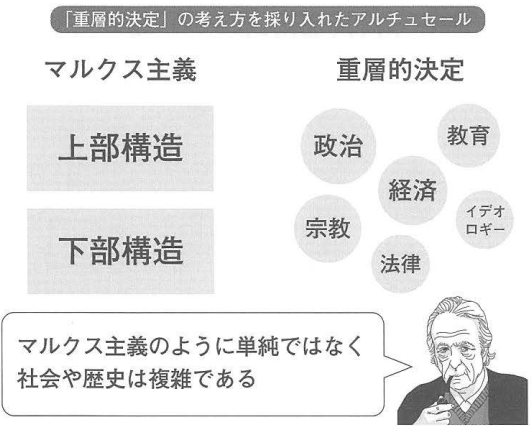 「重層的決定」の考え方を採り入れたアルチュセール
マルクス主義
重層的決定
上部構造
下部構造
政治
教育
経済
宗教
イデオ
ロギー
法律
マルクス主義のように単純ではなく
社会や歴史は複雑である